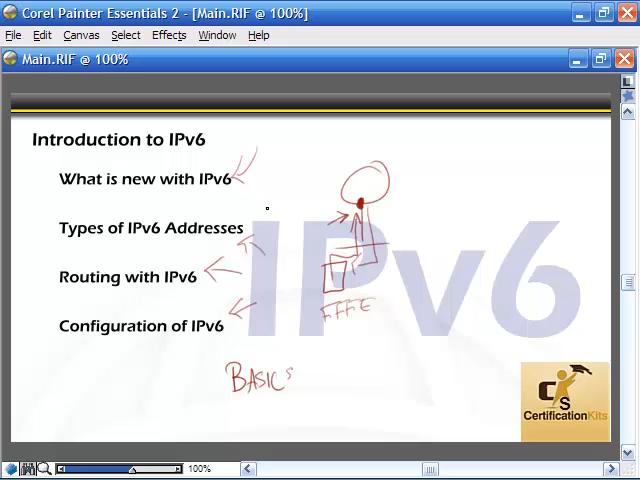 Corel Painter Essentials 2 - [Main.RIF @ 100%]
File Edit Canvas Select Effects Window Help
Main.RIF @ 100%
Introduction to IPv6
What is new with IPv6
Types of IPv6 Addresses
Routing with IPv6
Configuration of IPv6
IPv6
FFFE
BASICS
CS
CertificationKits
100%